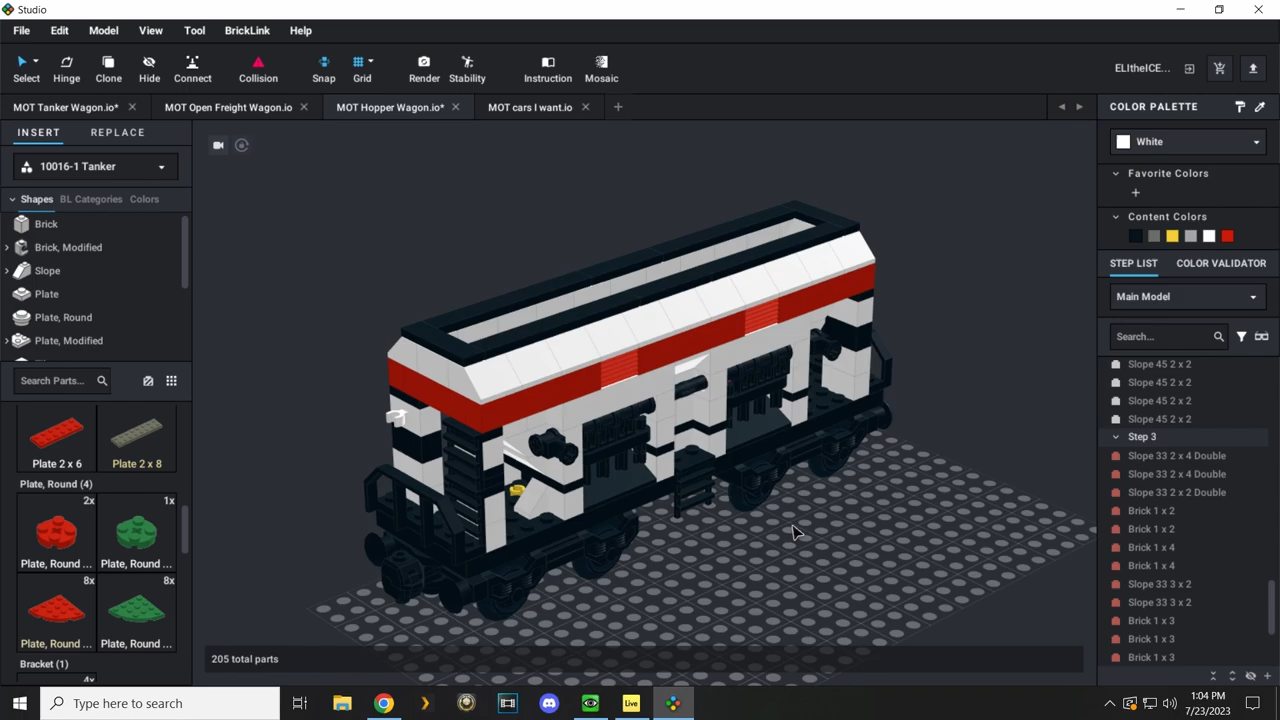 Studio
File Edit Model View Tool BrickLink Help
Select Hinge Clone Hide Connect Collision Snap Grid Render Stability Instruction Mosaic ELItheICE...
MOT Tanker Wagon.io* MOT Open Freight Wagon.io MOT Hopper Wagon.io* MOT cars I want.io
INSERT REPLACE
10016-1 Tanker
Shapes BL Categories Colors
Brick
Brick, Modified
Slope
Plate
Plate, Round
Plate, Modified
Search Parts...
Plate 2 x 6 Plate 2 x 8
Plate, Round (4)
2x 1x
Plate, Round ... Plate, Round ...
8x 8x
Plate, Round ... Plate, Round ...
Bracket (1)
4x
205 total parts
COLOR PALETTE
White
Favorite Colors
Content Colors
STEP LIST COLOR VALIDATOR
Main Model
Search...
Slope 45 2 x 2
Slope 45 2 x 2
Slope 45 2 x 2
Slope 45 2 x 2
Step 3
Slope 33 2 x 4 Double
Slope 33 2 x 4 Double
Slope 33 2 x 2 Double
Brick 1 x 2
Brick 1 x 2
Brick 1 x 4
Brick 1 x 4
Slope 33 3 x 2
Slope 33 3 x 2
Brick 1 x 3
Brick 1 x 3
Brick 1 x 3
Type here to search
Live
1:04 PM
7/23/2023